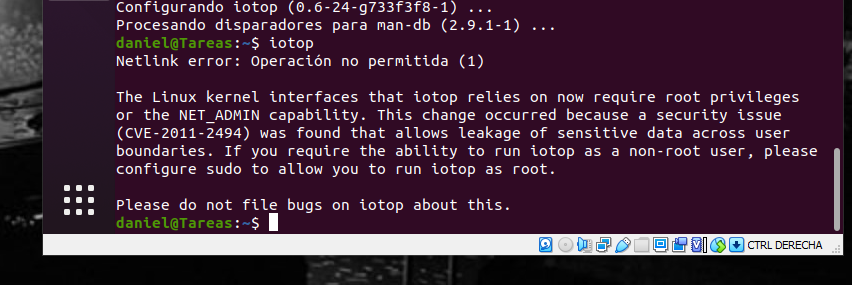 Configurando iotop (0.6-24-g733f3f8-1) ...
Procesando disparadores para man-db (2.9.1-1) ...
daniel@Tareas:~$ iotop
Netlink error: Operación no permitida (1)

The Linux kernel interfaces that iotop relies on now require root privileges
or the NET_ADMIN capability. This change occurred because a security issue
(CVE-2011-2494) was found that allows leakage of sensitive data across user
boundaries. If you require the ability to run iotop as a non-root user, please
configure sudo to allow you to run iotop as root.

Please do not file bugs on iotop about this.
daniel@Tareas:~$
CTRL DERECHA